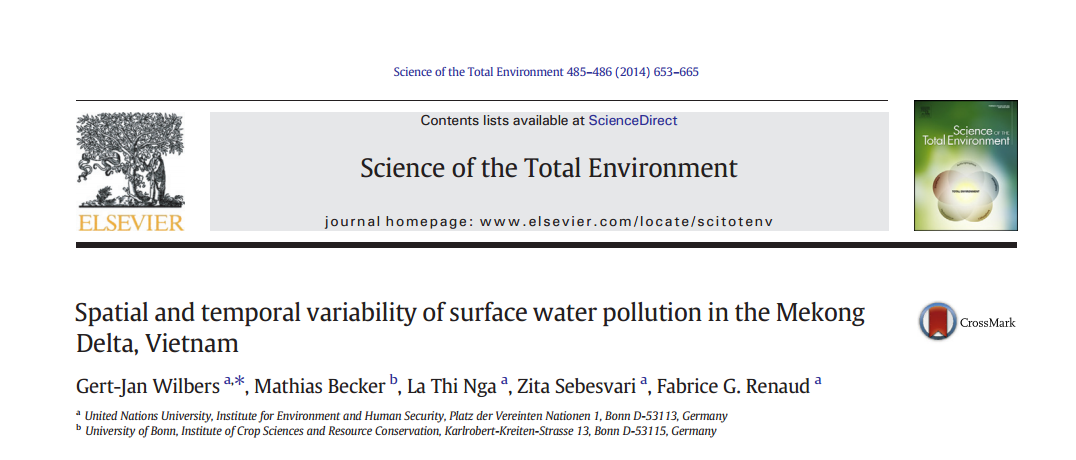 Science of the Total Environment 485–486 (2014) 653–665
Contents lists available at ScienceDirect
Science of the Total Environment
journal homepage: www.elsevier.com/locate/scitotenv
ELSEVIER
Science OF THE
Total Environment
TOTAL ENVIRONMENT
Spatial and temporal variability of surface water pollution in the Mekong
Delta, Vietnam
CrossMark
Gert-Jan Wilbers a,*, Mathias Becker b, La Thi Nga a, Zita Sebesvari a, Fabrice G. Renaud a
a United Nations University, Institute for Environment and Human Security, Platz der Vereinten Nationen 1, Bonn D-53113, Germany
b University of Bonn, Institute of Crop Sciences and Resource Conservation, Karlrobert-Kreiten-Strasse 13, Bonn D-53115, Germany